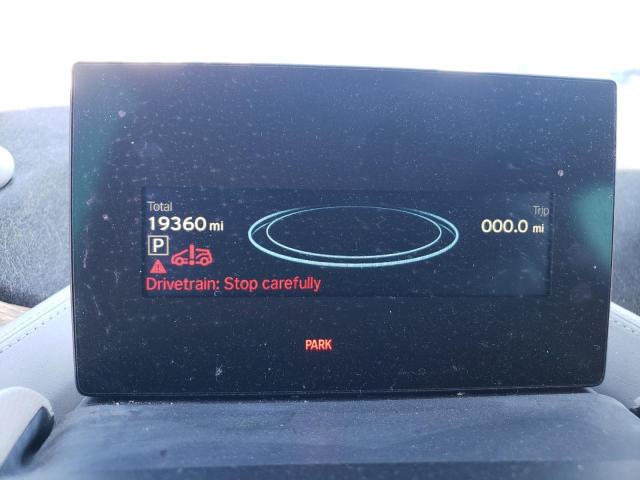 Total
Trip
19360 mi
000.0 mi
P
Drivetrain: Stop carefully
PARK